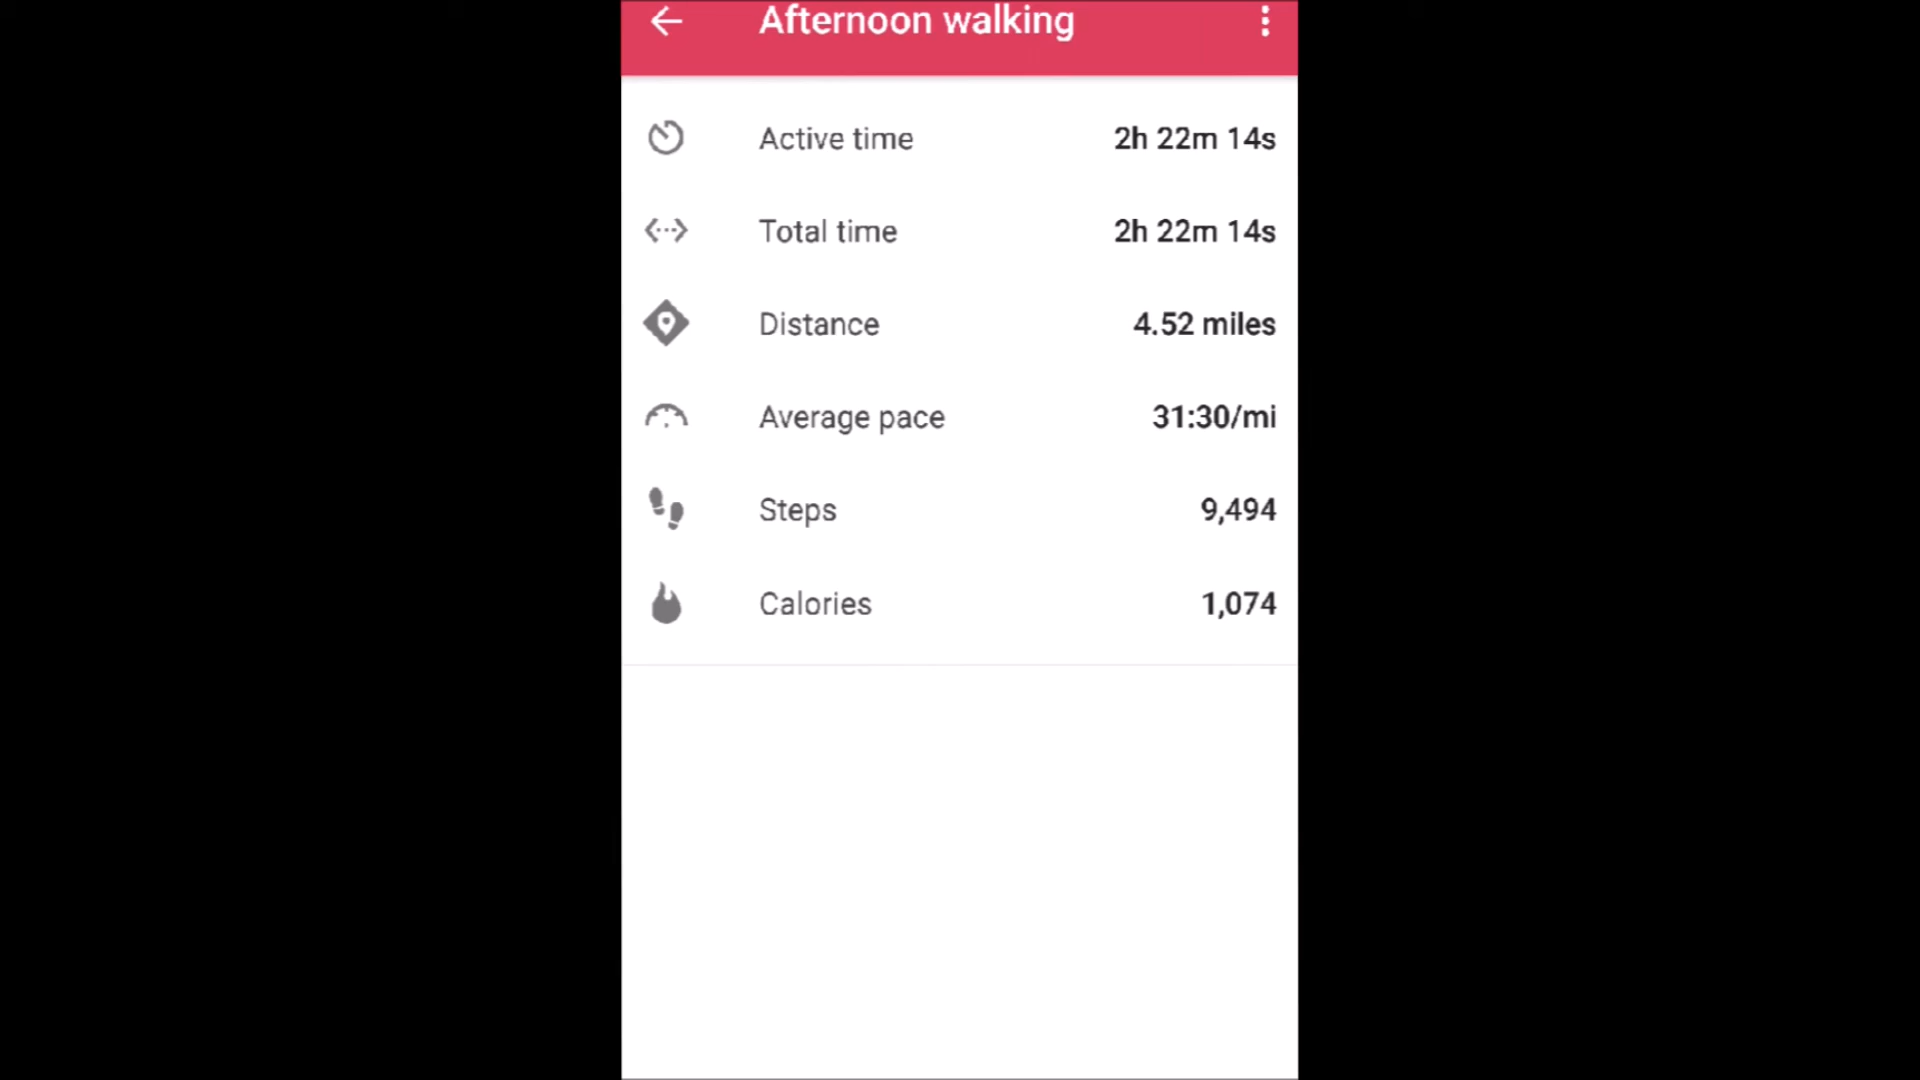 Afternoon walking
Active time 2h 22m 14s
Total time 2h 22m 14s
Distance 4.52 miles
Average pace 31:30/mi
Steps 9,494
Calories 1,074